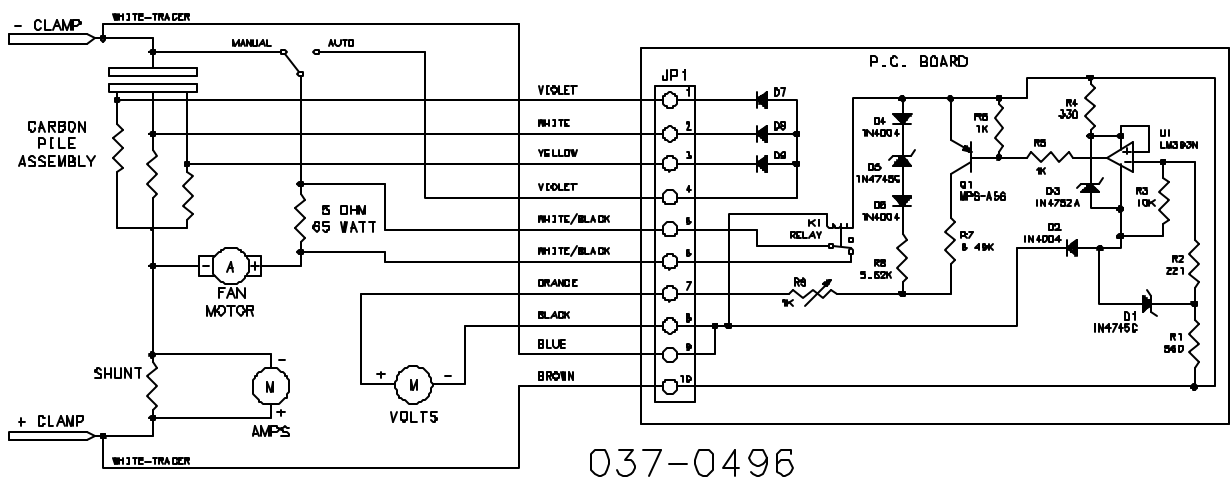 WHITE-TRACER
- CLAMP
MANUAL
AUTO
CARBON
PILE
ASSEMBLY
5 OHM
65 WATT
- A +
FAN
MOTOR
SHUNT
-
M
+
AMPS
+ CLAMP
WHITE-TRACER
+ M -
VOLTS
VIOLET
WHITE
YELLOW
VIOLET
WHITE/BLACK
WHITE/BLACK
ORANGE
BLACK
BLUE
BROWN
P.C. BOARD
JP1
1
2
3
4
5
6
7
8
9
10
D7
D8
D9
K1
RELAY
D4
1N4004
D5
1N4745C
D6
1N4004
R8
5.62K
R9
1K
Q1
MPS-A56
R7
R6
1K
R5
1K
R4
330
U1
LM393N
D3
1N4752A
R3
10K
D2
1N4004
R2
221
D1
1N4745C
R1
560
037-0496